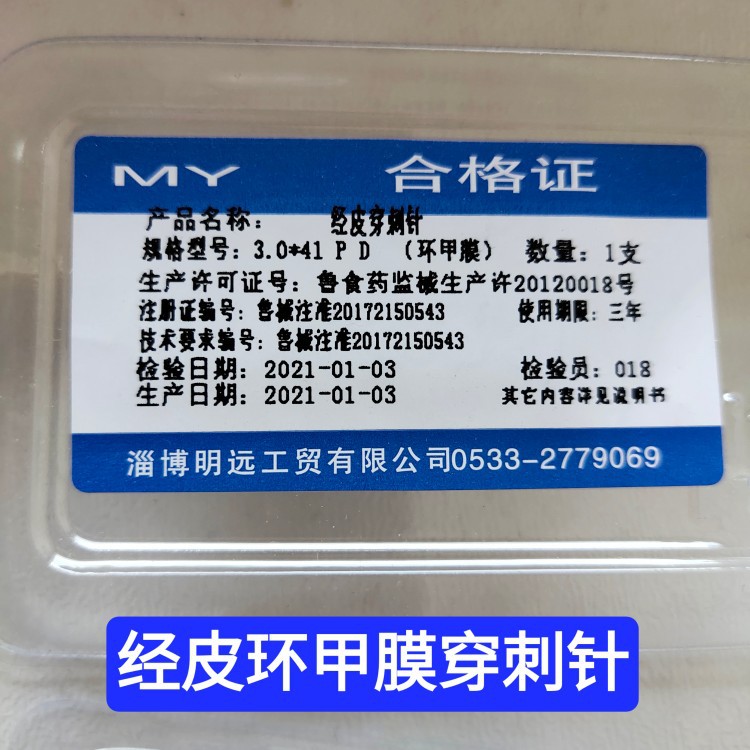 MY 合格证
产品名称： 经皮穿刺针
规格型号：3.0*41 P D （环甲膜） 数量：1支
生产许可证号：鲁食药监械生产许20120018号
注册证编号：鲁械注准20172150543 使用期限：三年
技术要求编号：鲁械注准20172150543
检验日期：2021-01-03 检验员：018
生产日期：2021-01-03 其它内容详见说明书
淄博明远工贸有限公司0533-2779069
经皮环甲膜穿刺针